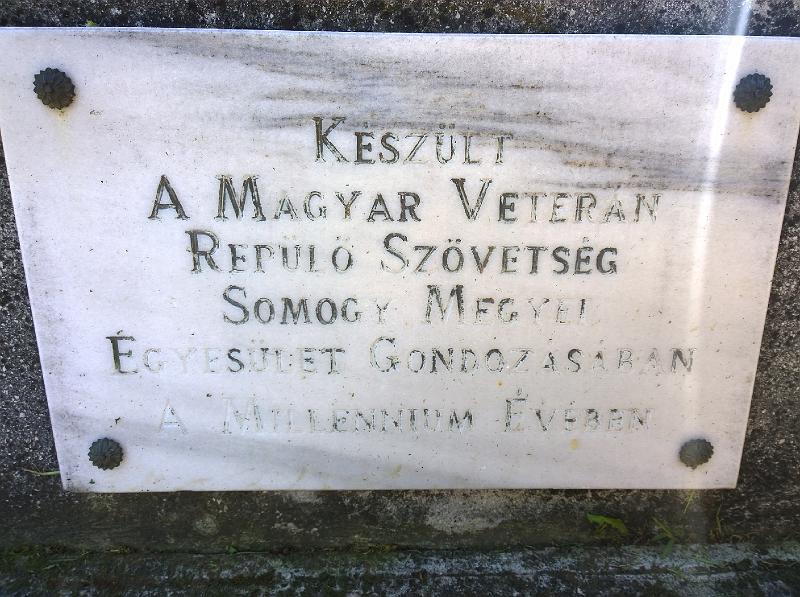 KÉSZÜLT
A MAGYAR VETERÁN
REPÜLŐ SZÖVETSÉG
SOMOGY MEGYEI
EGYESÜLET GONDOZÁSÁBAN
A MILLENNIUM ÉVÉBEN